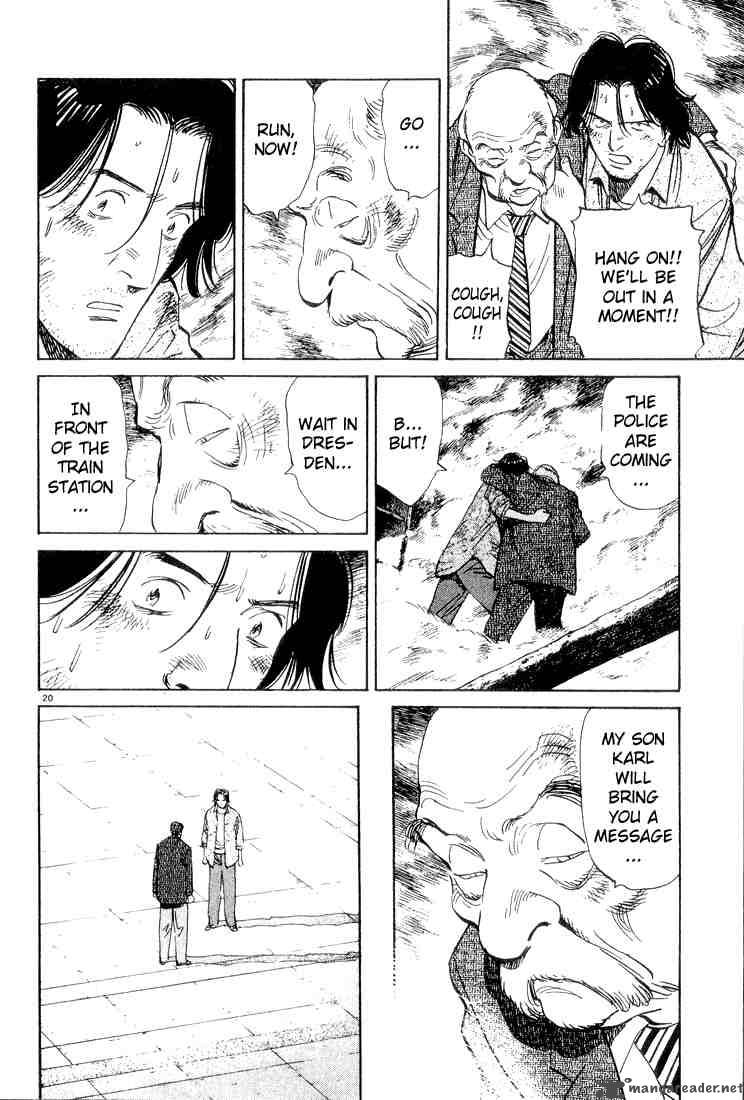 HANG ON!!
WE'LL BE
OUT IN A
MOMENT!!
COUGH,
COUGH
!!
GO
...
RUN,
NOW!
THE
POLICE
ARE
COMING
...
B...
BUT!
WAIT IN
DRES-
DEN...
IN
FRONT
OF THE
TRAIN
STATION
...
MY SON
KARL
WILL
BRING
YOU A
MESSAGE
...
20
mangareader.net